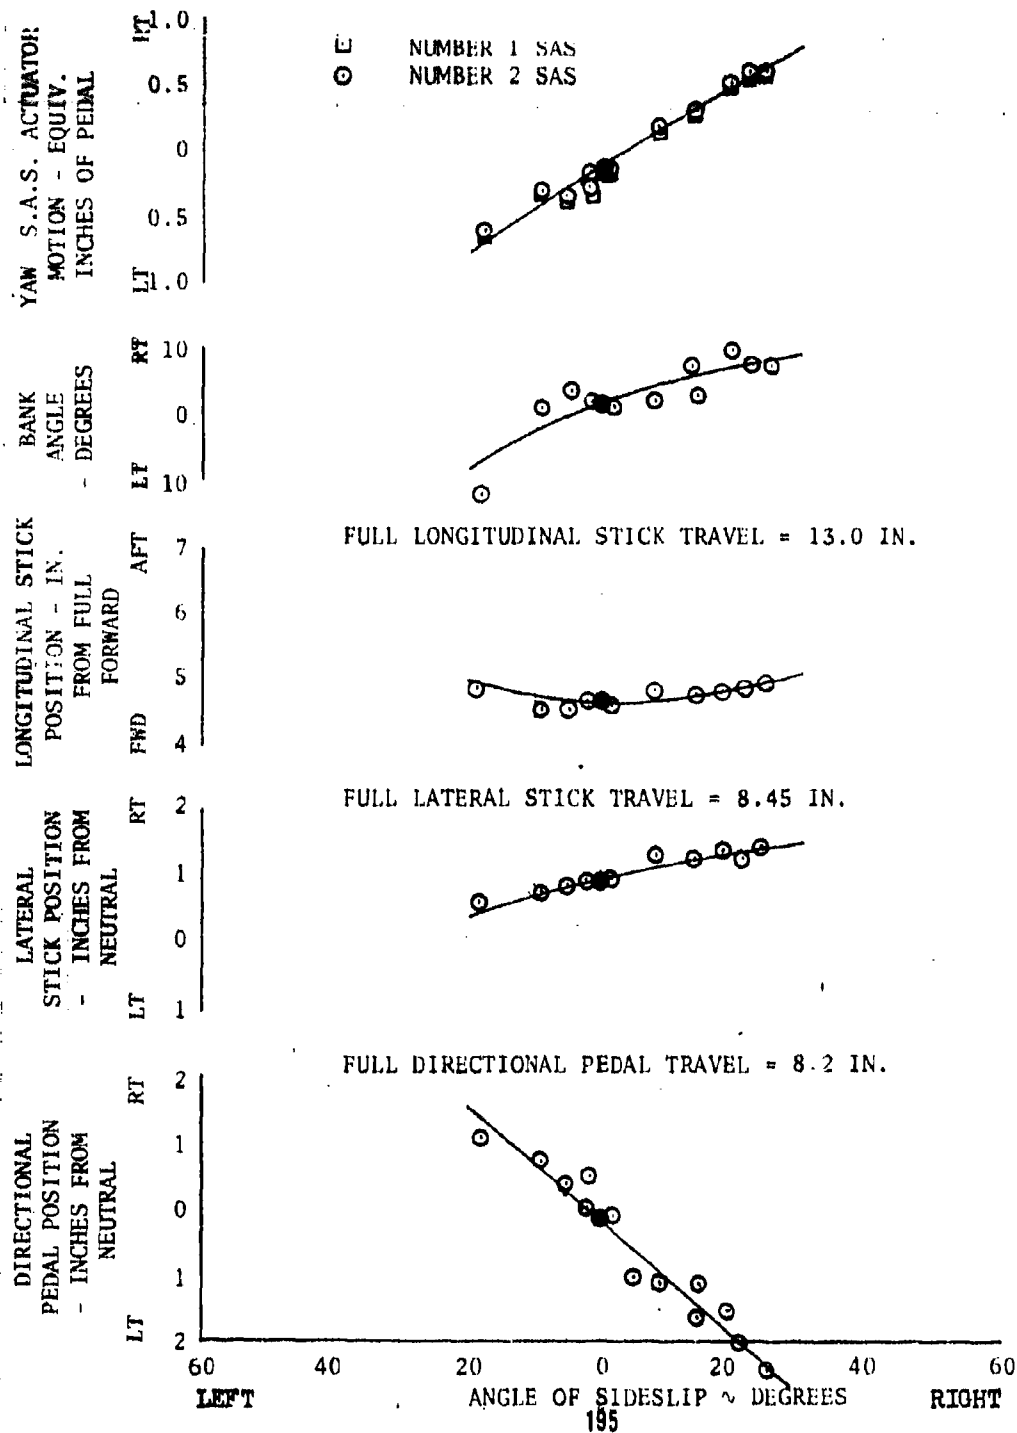 YAW S.A.S. ACTUATOR
MOTION - EQUIV.
INCHES OF PEDAL
RT
1.0
0.5
0
0.5
1.0
LT
NUMBER 1 SAS
NUMBER 2 SAS
BANK
ANGLE
- DEGREES
RT
10
0
10
LT
FULL LONGITUDINAL STICK TRAVEL = 13.0 IN.
LONGITUDINAL STICK
POSITION - IN.
FROM FULL
FORWARD
AFT
7
6
5
4
FWD
FULL LATERAL STICK TRAVEL = 8.45 IN.
LATERAL
STICK POSITION
- INCHES FROM
NEUTRAL
RT
2
1
0
1
LT
FULL DIRECTIONAL PEDAL TRAVEL = 8.2 IN.
DIRECTIONAL
PEDAL POSITION
- INCHES FROM
NEUTRAL
RT
2
1
0
1
2
LT
60 40 20 0 20 40 60
LEFT ANGLE OF SIDESLIP ~ DEGREES RIGHT
195